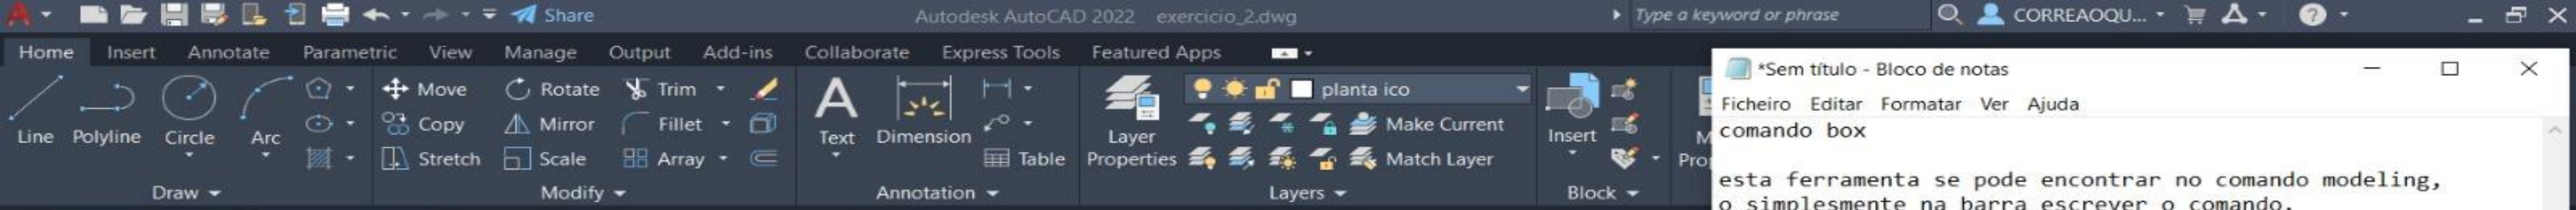 Share
Autodesk AutoCAD 2022 exercicio_2.dwg
Type a keyword or phrase
CORREAOQU...
Home Insert Annotate Parametric View Manage Output Add-ins Collaborate Express Tools Featured Apps
*Sem título - Bloco de notas
Ficheiro Editar Formatar Ver Ajuda
comando box
esta ferramenta se pode encontrar no comando modeling,
o simplesmente na barra escrever o comando.
Line Polyline Circle Arc
Draw
Move Rotate Trim
Copy Mirror Fillet
Stretch Scale Array
Modify
Text Dimension Table
Annotation
Layer Properties
planta ico
Make Current
Match Layer
Layers
Insert
Block